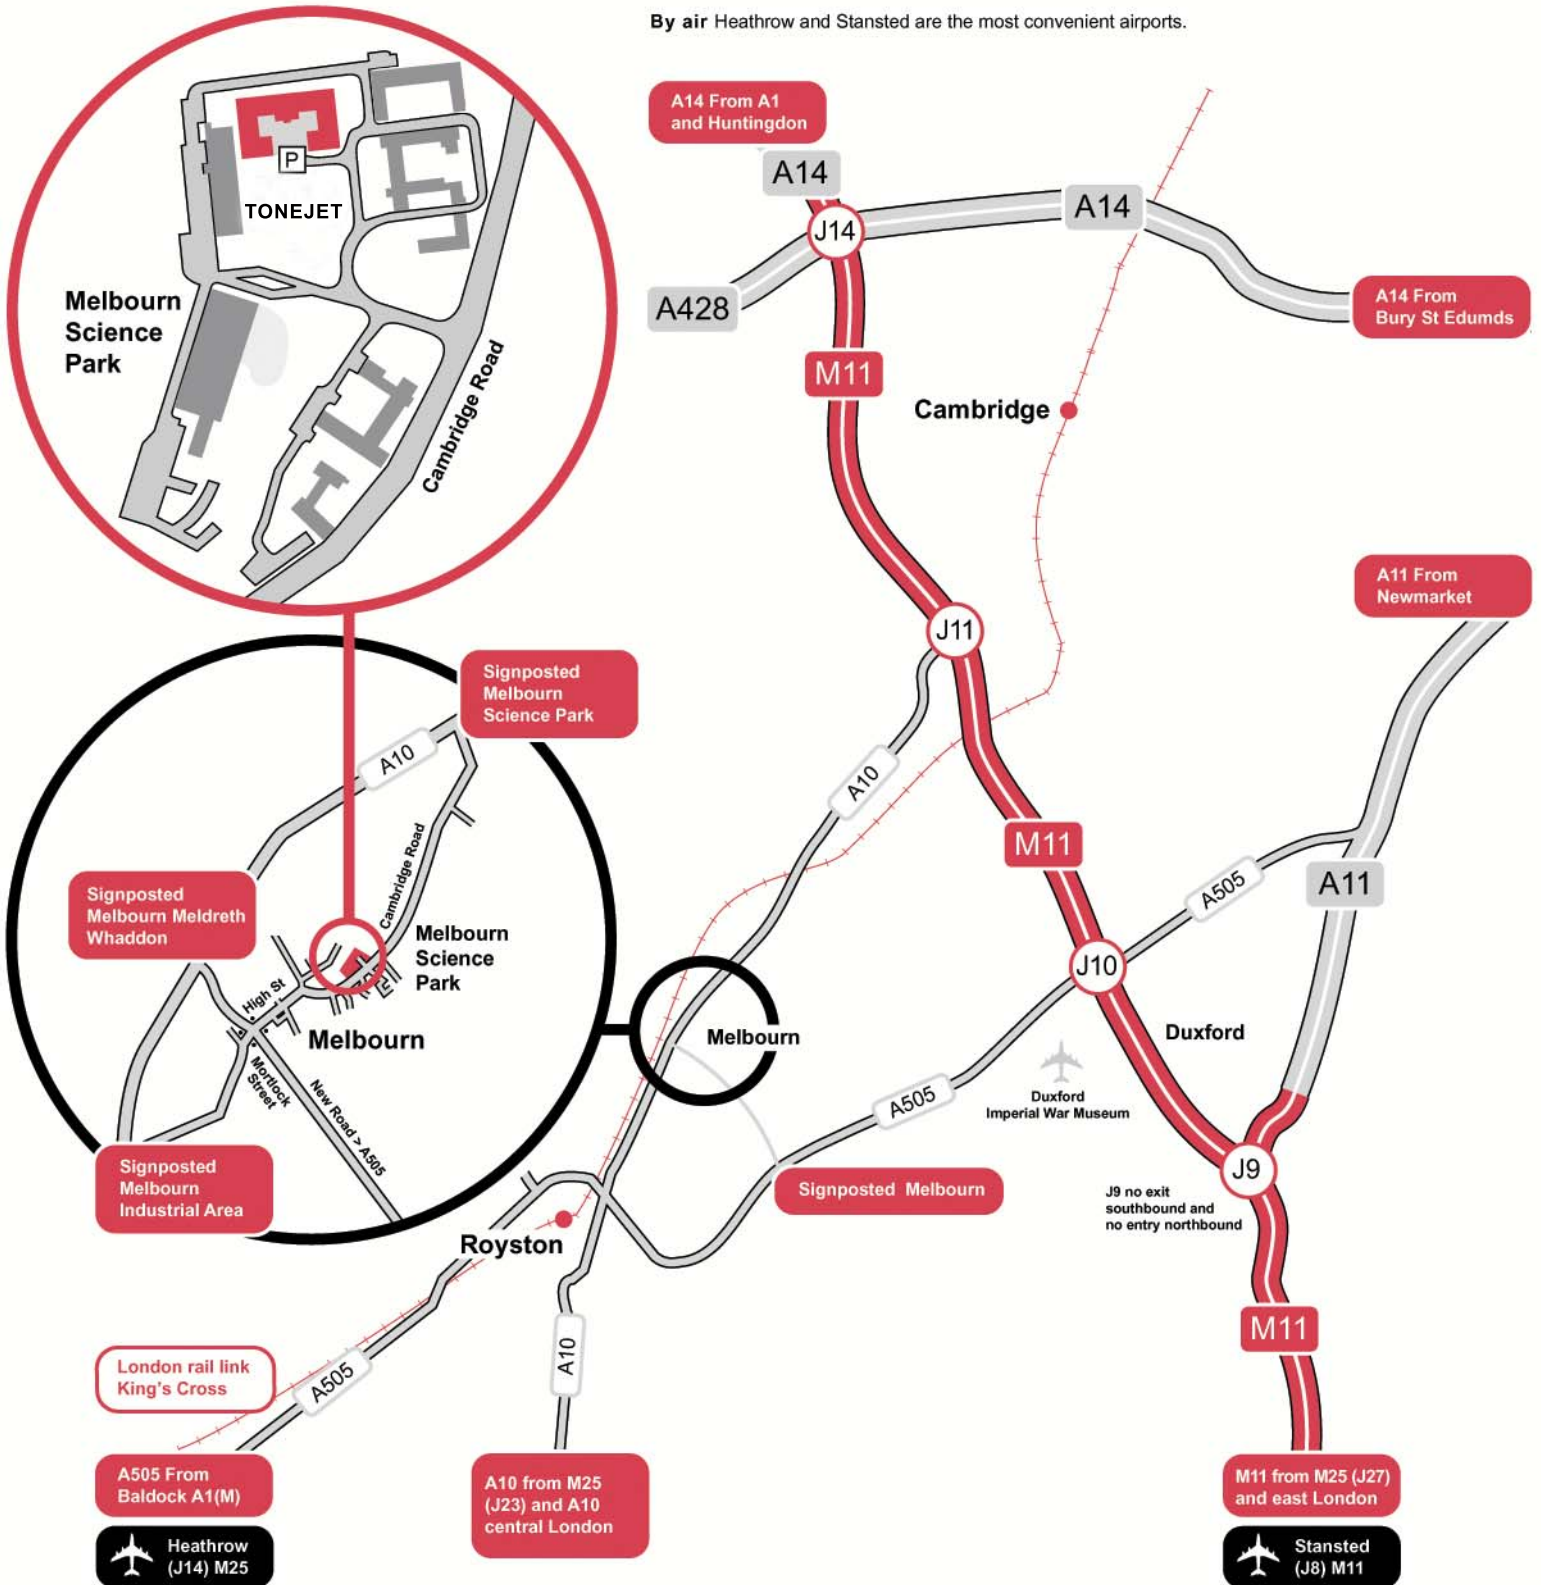 By air Heathrow and Stansted are the most convenient airports.
A14 From A1
and Huntingdon
A14
J14
A14
A428
A14 From
Bury St Edumds
M11
Cambridge
P
TONEJET
Melbourn
Science
Park
Cambridge Road
A11 From
Newmarket
J11
Signposted
Melbourn
Science Park
A10
A10
Cambridge Road
M11
A505
A11
Signposted
Melbourn Meldreth
Whaddon
Melbourn
Science
Park
High St
Melbourn
Mortlock
Street
New Road > A505
J10
Duxford
Melbourn
Duxford
Imperial War Museum
A505
Signposted
Melbourn
Industrial Area
Signposted Melbourn
J9
J9 no exit
southbound and
no entry northbound
Royston
M11
A10
London rail link
King's Cross
A505
A505 From
Baldock A1(M)
Heathrow
(J14) M25
A10 from M25
(J23) and A10
central London
M11 from M25 (J27)
and east London
Stansted
(J8) M11